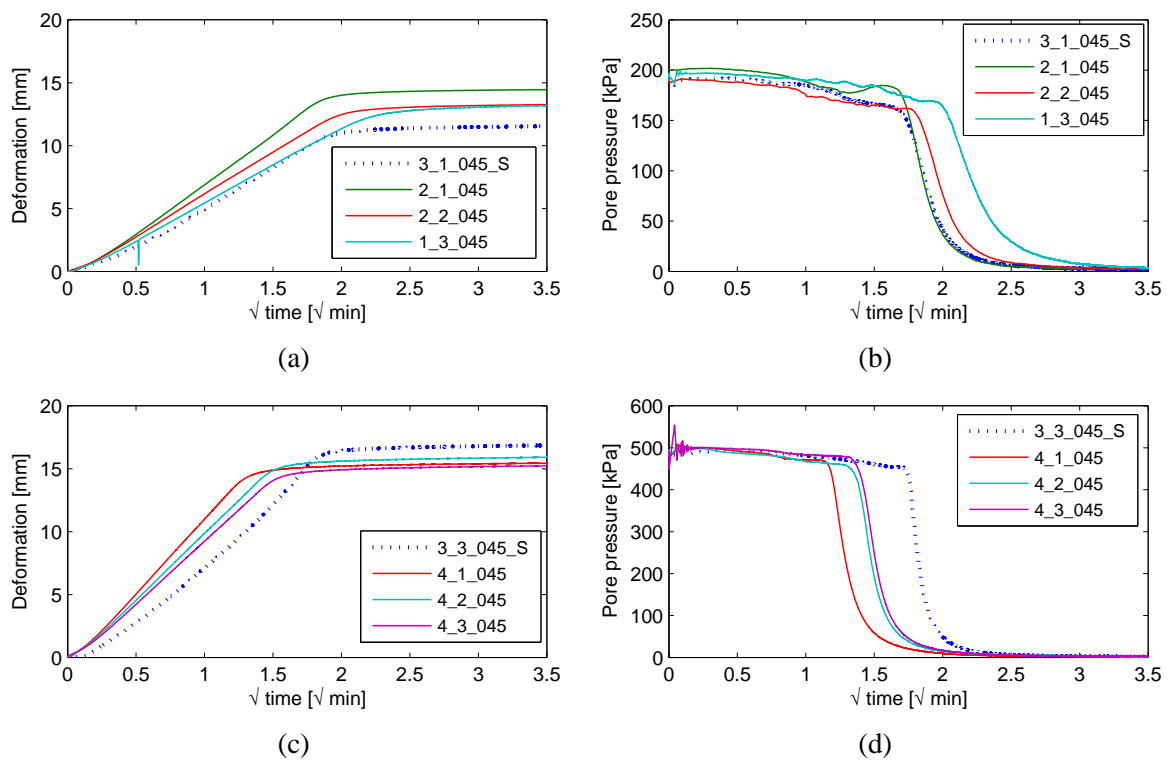 20
15
10
5
0
Deformation [mm]
3_1_045_S
2_1_045
2_2_045
1_3_045
0 0.5 1 1.5 2 2.5 3 3.5
√ time [√ min]
(a)
250
200
150
100
50
0
Pore pressure [kPa]
3_1_045_S
2_1_045
2_2_045
1_3_045
0 0.5 1 1.5 2 2.5 3 3.5
√ time [√ min]
(b)
20
15
10
5
0
Deformation [mm]
3_3_045_S
4_1_045
4_2_045
4_3_045
0 0.5 1 1.5 2 2.5 3 3.5
√ time [√ min]
(c)
600
500
400
300
200
100
0
Pore pressure [kPa]
3_3_045_S
4_1_045
4_2_045
4_3_045
0 0.5 1 1.5 2 2.5 3 3.5
√ time [√ min]
(d)